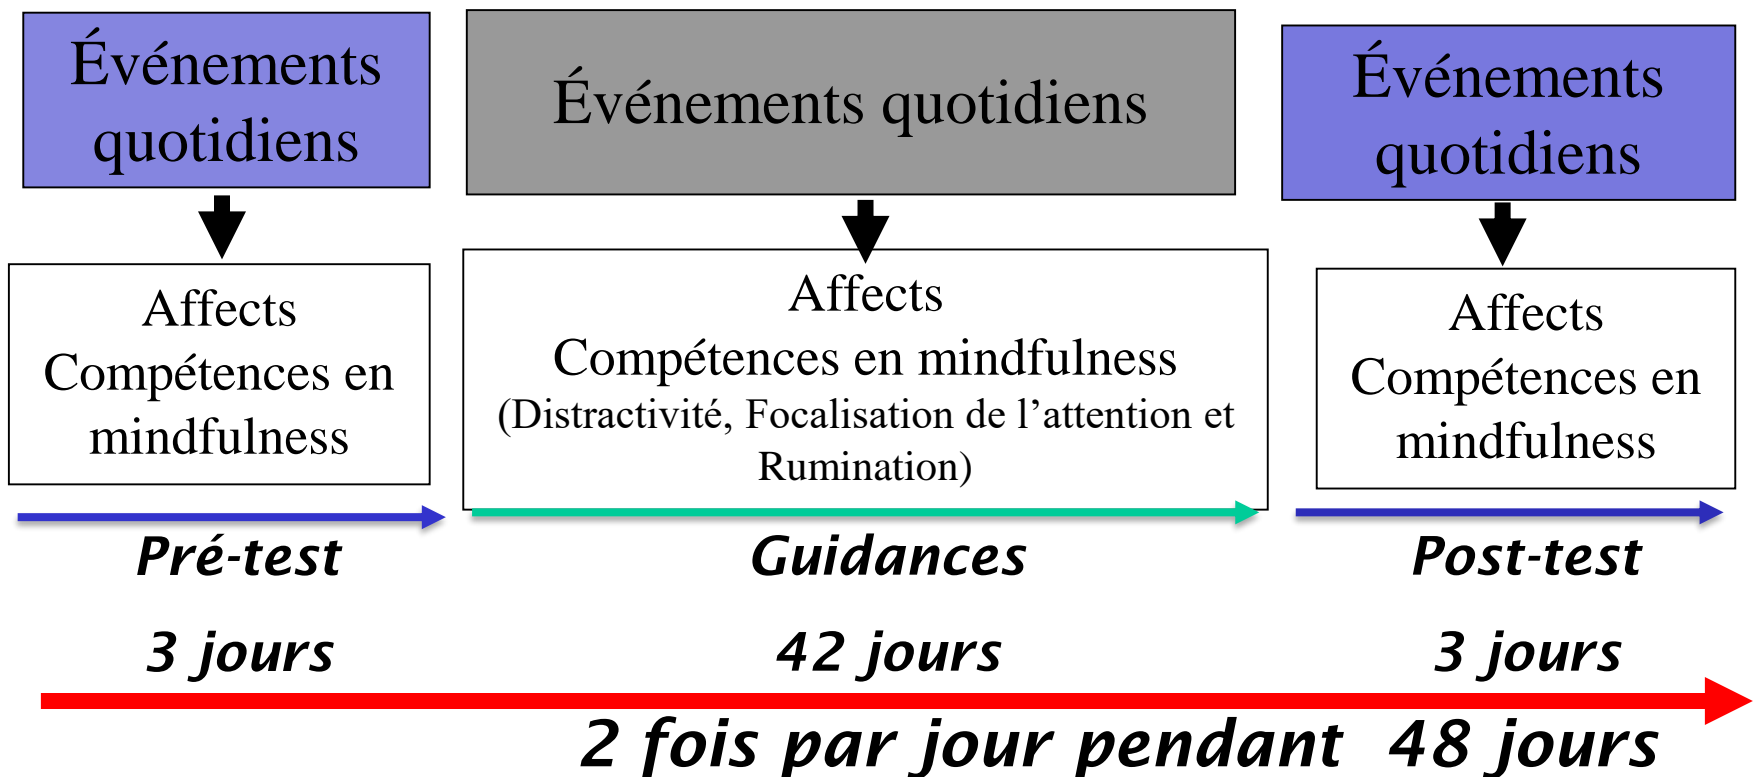 Événements
quotidiens
Événements quotidiens
Événements
quotidiens
Affects
Compétences en
mindfulness
Affects
Compétences en mindfulness
(Distractivité, Focalisation de l’attention et
Rumination)
Affects
Compétences en
mindfulness
Pré-test
Guidances
Post-test
3 jours
42 jours
3 jours
2 fois par jour pendant 48 jours